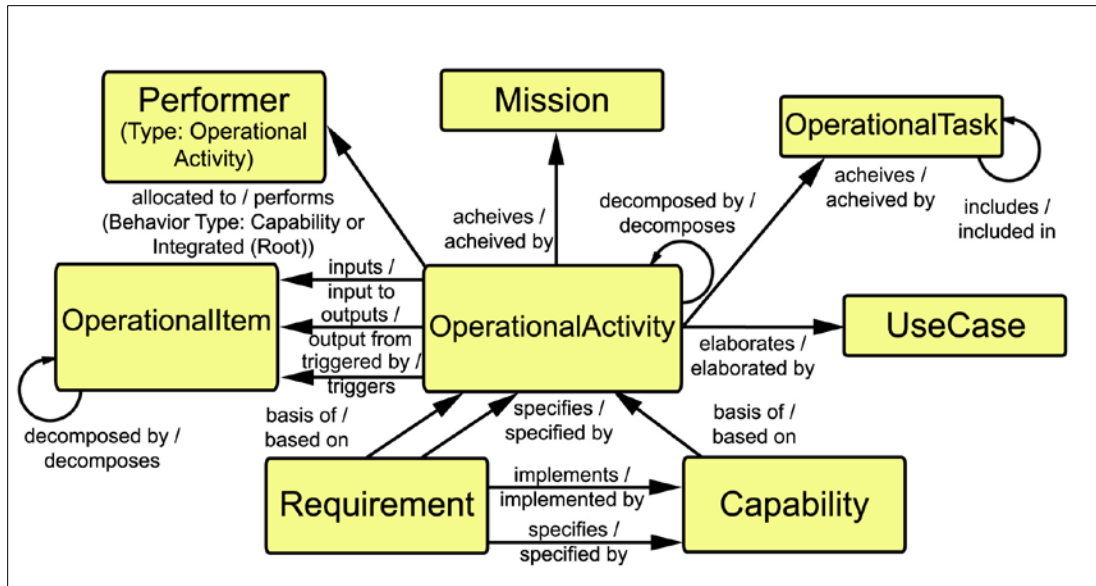 Performer
(Type: Operational
Activity)
Mission
OperationalTask
allocated to / performs
(Behavior Type: Capability or
Integrated (Root))
acheives /
acheived by
decomposed by /
decomposes
acheives /
acheived by
includes /
included in
OperationalItem
inputs /
input to
outputs /
output from
triggered by /
triggers
OperationalActivity
UseCase
elaborates /
elaborated by
decomposed by /
decomposes
basis of /
based on
specifies /
specified by
basis of /
based on
Requirement
implements /
implemented by
specifies /
specified by
Capability